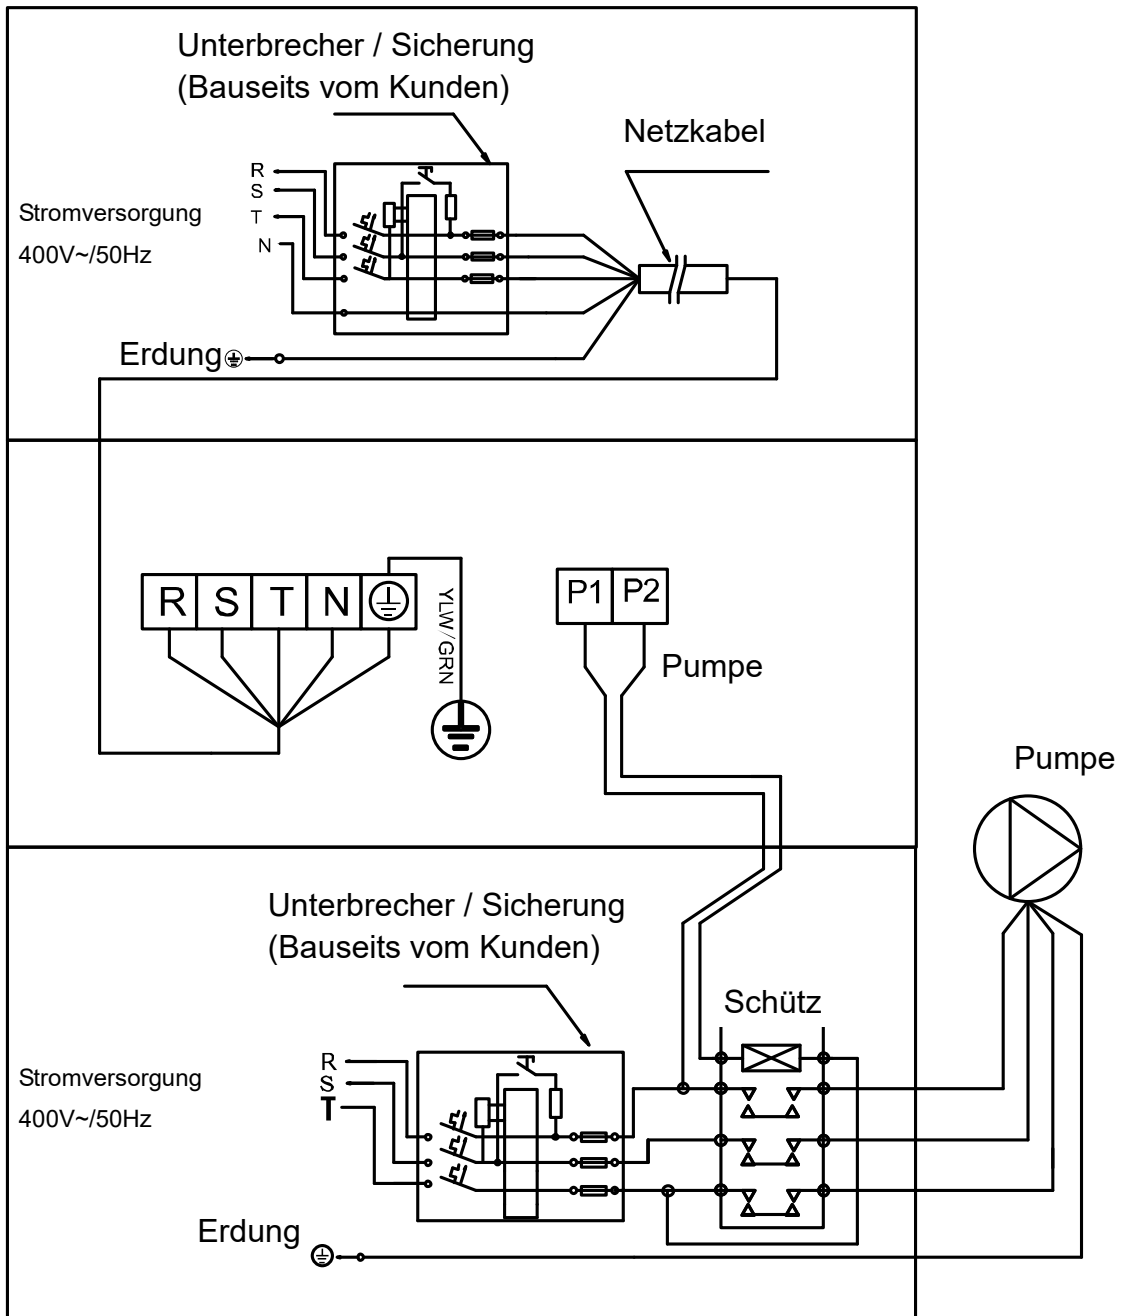 Unterbrecher / Sicherung
(Bauseits vom Kunden)
Netzkabel
R
S
T
N
Stromversorgung
400V~/50Hz
Erdung
R S T N
YLW/GRN
P1 P2
Pumpe
Pumpe
Unterbrecher / Sicherung
(Bauseits vom Kunden)
Schütz
R
S
T
Stromversorgung
400V~/50Hz
Erdung